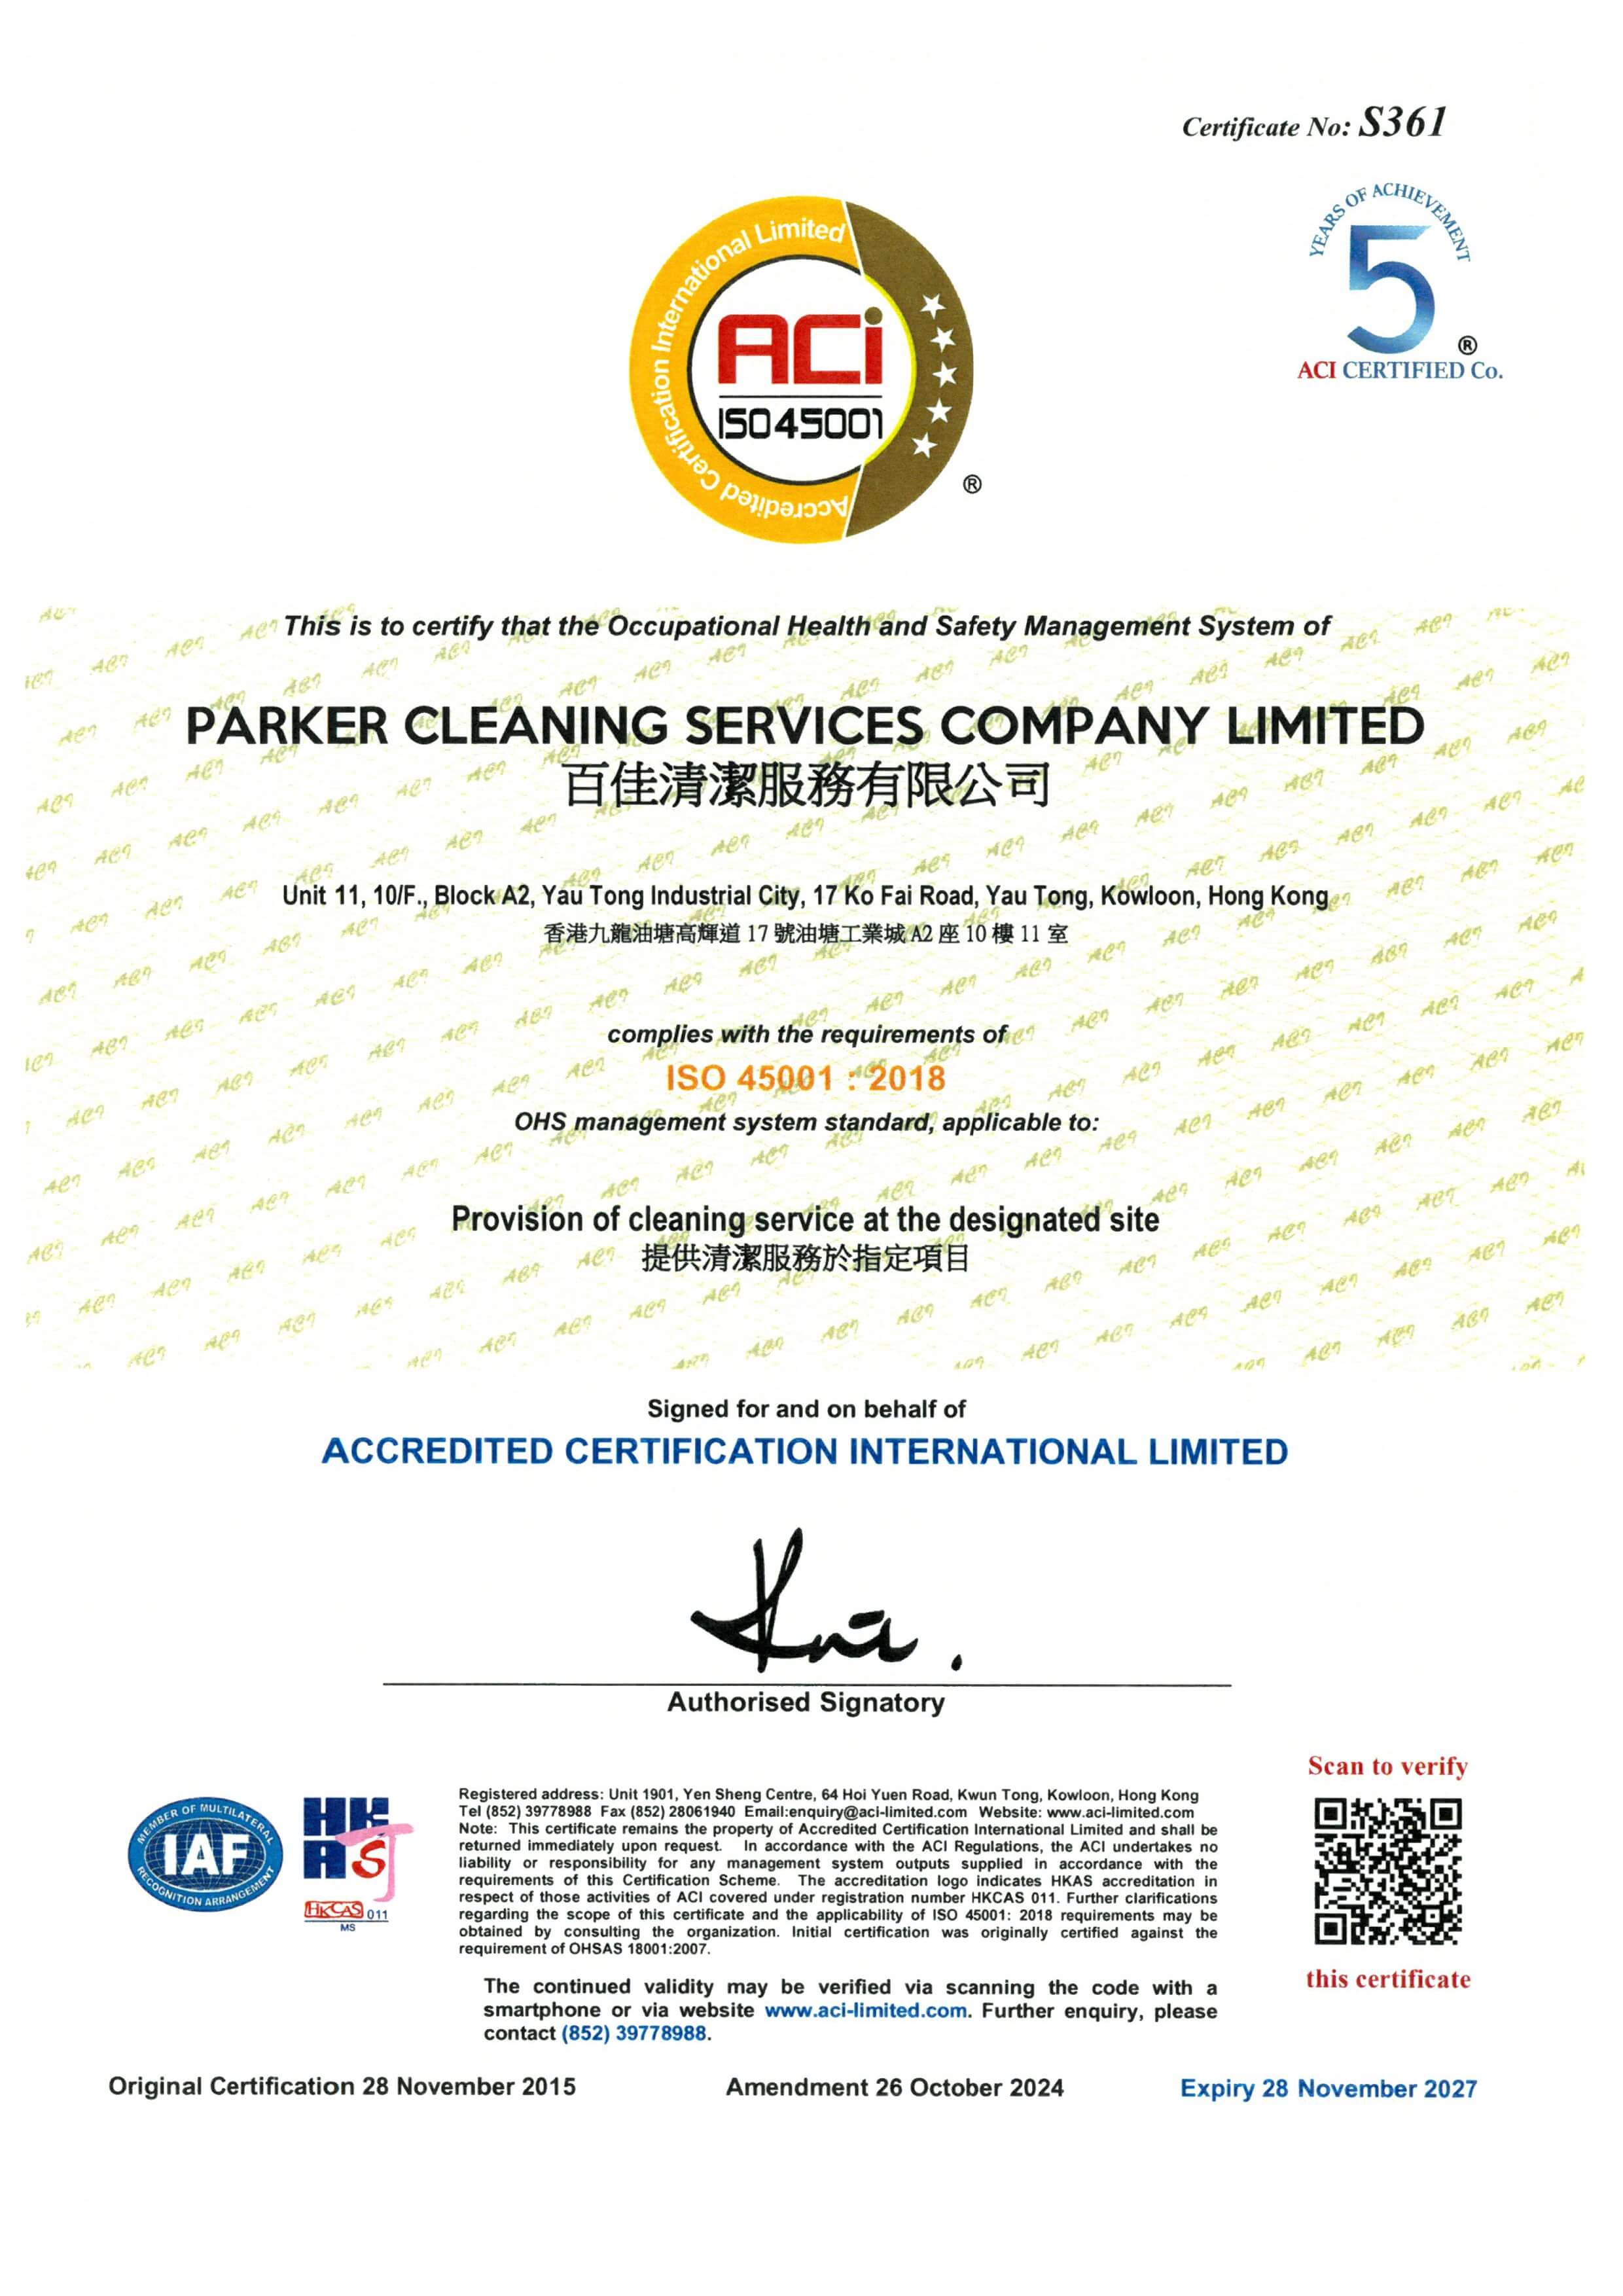 Certificate No: S361
YEARS OF ACHIEVEMENT
5
®
ACI CERTIFIED Co.
Accredited Certification International Limited
ACi
ISO45001
®
This is to certify that the Occupational Health and Safety Management System of
PARKER CLEANING SERVICES COMPANY LIMITED
百佳清潔服務有限公司
Unit 11, 10/F., Block A2, Yau Tong Industrial City, 17 Ko Fai Road, Yau Tong, Kowloon, Hong Kong
香港九龍油塘高輝道 17 號油塘工業城 A2 座 10 樓 11 室
complies with the requirements of
ISO 45001 : 2018
OHS management system standard, applicable to:
Provision of cleaning service at the designated site
提供清潔服務於指定項目
Signed for and on behalf of
ACCREDITED CERTIFICATION INTERNATIONAL LIMITED
Authorised Signatory
MEMBER OF MULTILATERAL
IAF
RECOGNITION ARRANGEMENT
HKAS
HKCAS 011
MS
Registered address: Unit 1901, Yen Sheng Centre, 64 Hoi Yuen Road, Kwun Tong, Kowloon, Hong Kong
Tel (852) 39778988 Fax (852) 28061940 Email:enquiry@aci-limited.com Website: www.aci-limited.com
Note: This certificate remains the property of Accredited Certification International Limited and shall be
returned immediately upon request. In accordance with the ACI Regulations, the ACI undertakes no
liability or responsibility for any management system outputs supplied in accordance with the
requirements of this Certification Scheme. The accreditation logo indicates HKAS accreditation in
respect of those activities of ACI covered under registration number HKCAS 011. Further clarifications
regarding the scope of this certificate and the applicability of ISO 45001: 2018 requirements may be
obtained by consulting the organization. Initial certification was originally certified against the
requirement of OHSAS 18001:2007.
The continued validity may be verified via scanning the code with a
smartphone or via website www.aci-limited.com. Further enquiry, please
contact (852) 39778988.
Scan to verify
this certificate
Original Certification 28 November 2015
Amendment 26 October 2024
Expiry 28 November 2027